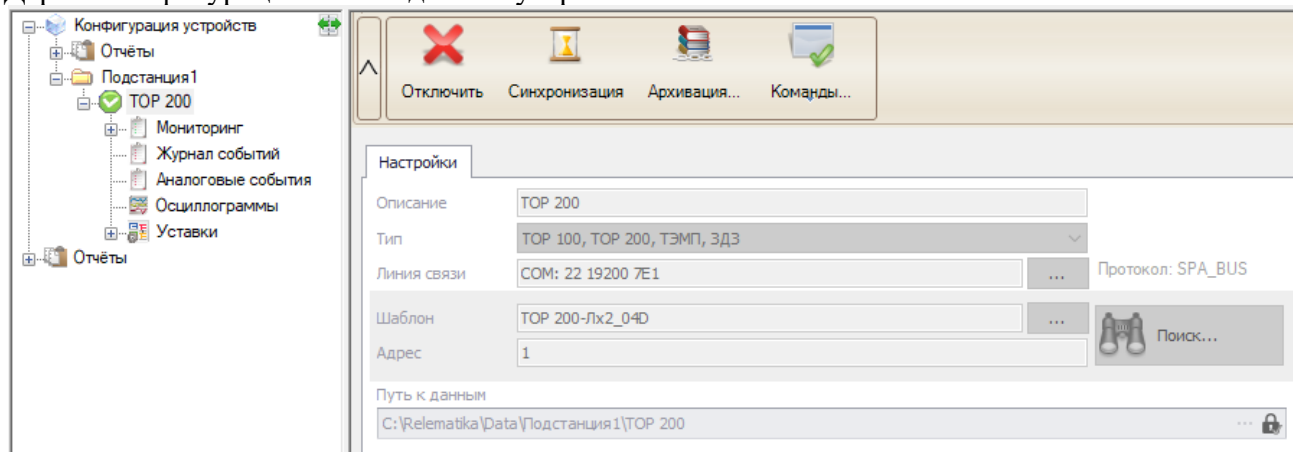 Конфигурация устройств
Отчёты
Подстанция1
ТОР 200
Мониторинг
Журнал событий
Аналоговые события
Осциллограммы
Уставки
Отчёты
Отключить Синхронизация Архивация... Команды...
Настройки
Описание ТОР 200
Тип ТОР 100, ТОР 200, ТЭМП, ЗДЗ
Линия связи COM: 22 19200 7E1 ... Протокол: SPA_BUS
Шаблон ТОР 200-Лх2_04D ... Поиск...
Адрес 1
Путь к данным
C:\Relematika\Data\Подстанция1\ТОР 200 ...